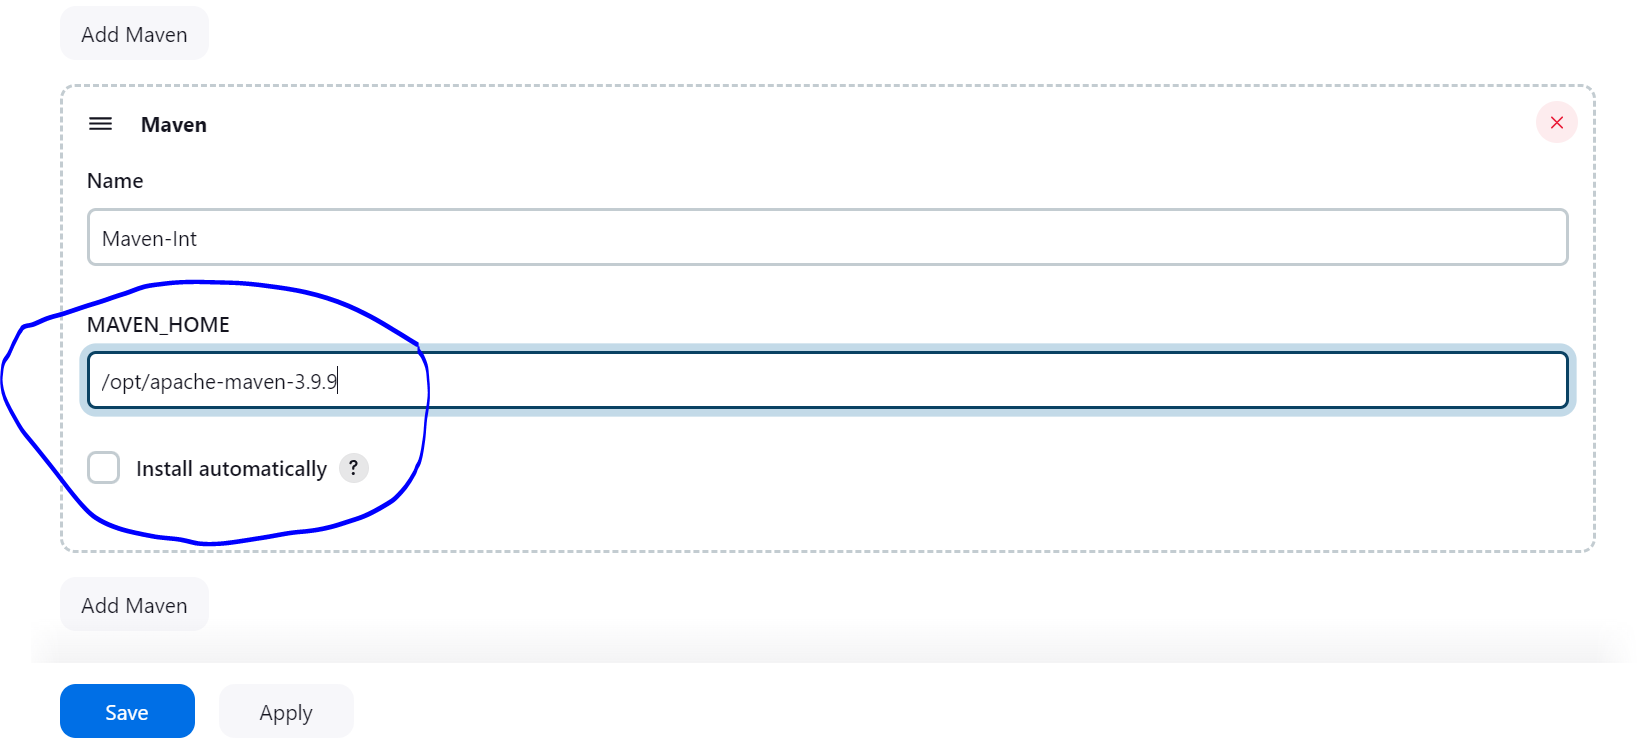 Add Maven
Maven
Name
Maven-Int
MAVEN_HOME
/opt/apache-maven-3.9.9
Install automatically ?
Add Maven
Save Apply